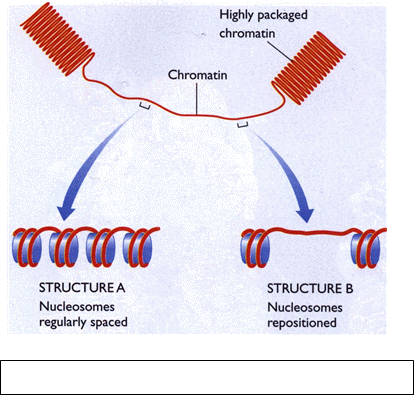 Highly packaged
chromatin
Chromatin
STRUCTURE A
Nucleosomes
regularly spaced
STRUCTURE B
Nucleosomes
repositioned